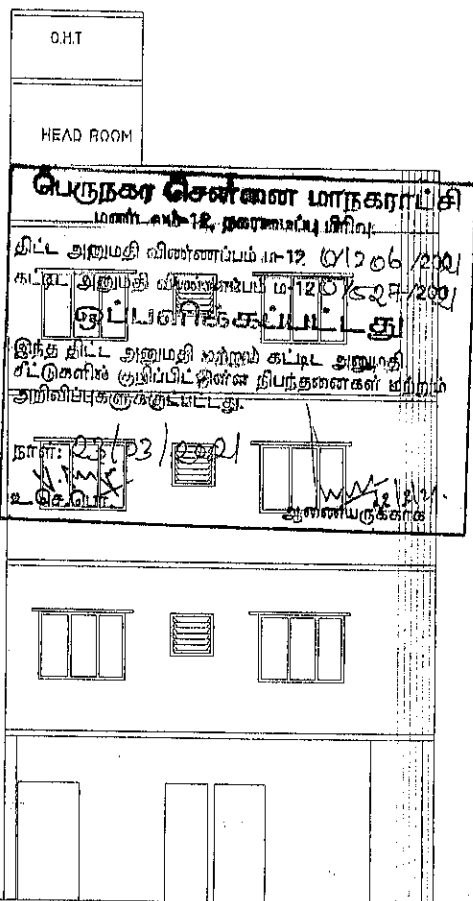 O.H.T
HEAD ROOM
பெருநகர சென்னை மாநகராட்சி
மண்டலம்-12, நகரமைப்பு பிரிவு.
திட்ட அனுமதி விண்ணப்பம் ம-12 /2021
கட்டிட அனுமதி விண்ணப்பம் ம-12 /2021
ஒப்பளிக்கப்பட்டது
இந்த திட்ட அனுமதி மற்றும் கட்டிட அனுமதி
சீட்டுகளில் குறிப்பிட்டுள்ள நிபந்தனைகள் மற்றும்
அறிவிப்புகளுக்குட்பட்டது.
நாள்: 23/03/2021
உ.செ.பொ.
ஆணையருக்காக